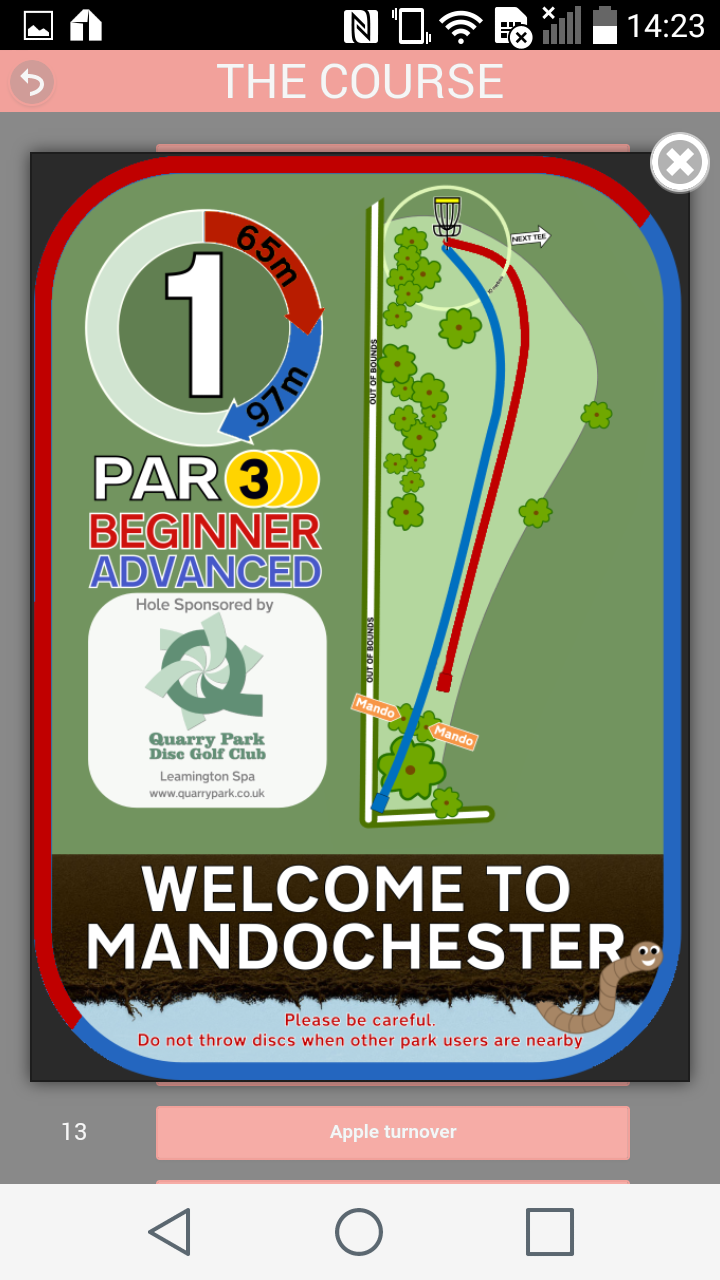 14:23
THE COURSE
1
65m
97m
PAR 3
BEGINNER
ADVANCED
Hole Sponsored by
Quarry Park
Disc Golf Club
Leamington Spa
www.quarrypark.co.uk
NEXT TEE
10 metres
OUT OF BOUNDS
OUT OF BOUNDS
Mando
Mando
WELCOME TO
MANDOCHESTER
Please be careful.
Do not throw discs when other park users are nearby
13
Apple turnover